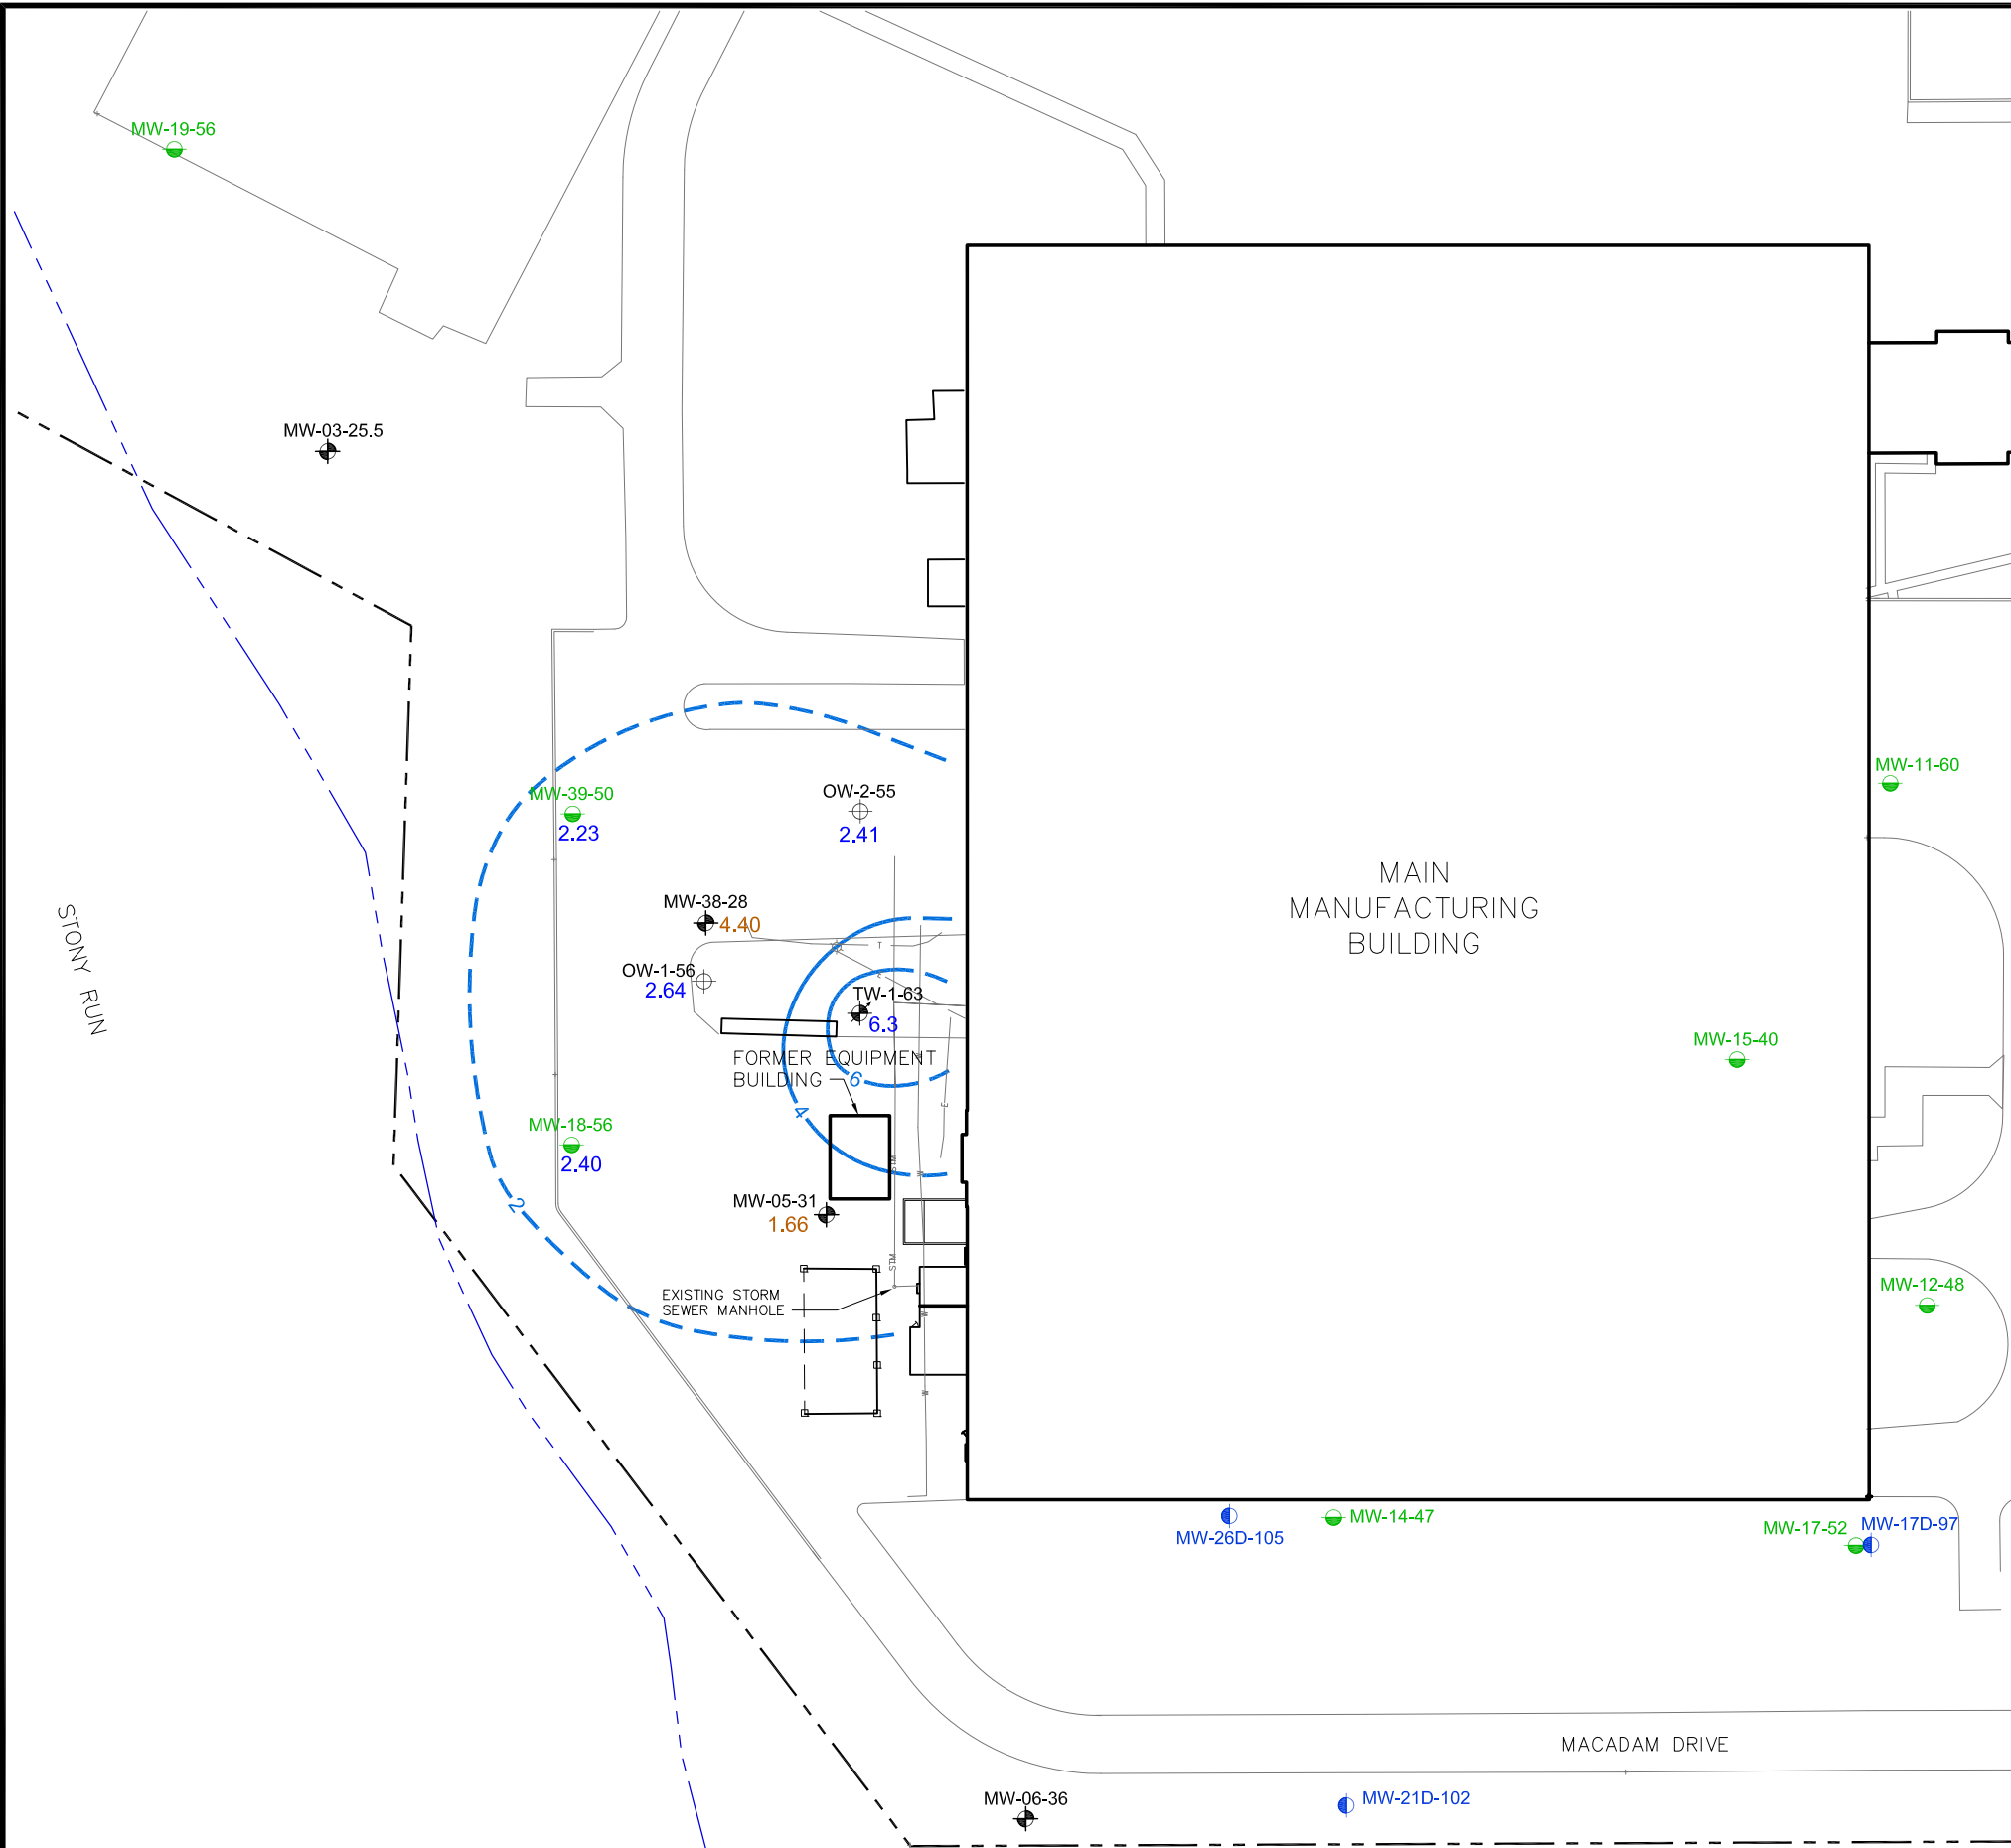 MW-19-56
MW-03-25.5
MW-39-50
2.23
OW-2-55
2.41
MW-11-60
MAIN
MANUFACTURING
BUILDING
MW-38-28
4.40
STONY RUN
T
OW-1-56
2.64
TW-1-63
6.3
MW-15-40
FORMER EQUIPMENT
BUILDING
6
4
E
MW-18-56
2.40
STM
W
2
MW-05-31
1.66
STM
EXISTING STORM
SEWER MANHOLE
W
W
MW-12-48
MW-26D-105
MW-14-47
MW-17-52
MW-17D-97
MACADAM DRIVE
MW-06-36
MW-21D-102